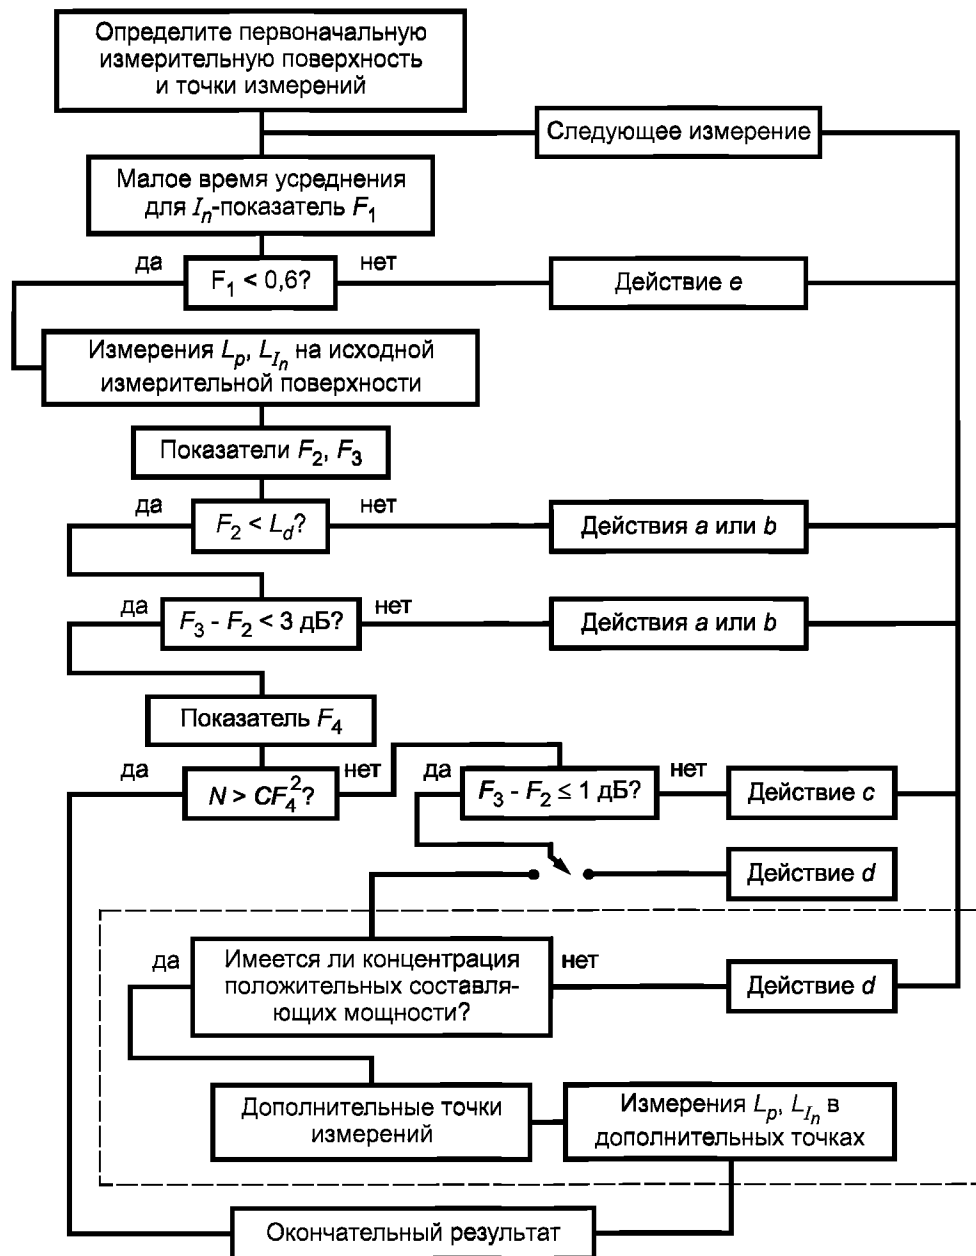 Определите первоначальную
измерительную поверхность
и точки измерений
Следующее измерение
Малое время усреднения
для Iₙ-показатель F₁
да
F₁ < 0,6?
нет
Действие e
Измерения Lₚ, L_Iₙ на исходной
измерительной поверхности
Показатели F₂, F₃
да
F₂ < L_d?
нет
Действия a или b
да
F₃ - F₂ < 3 дБ?
нет
Действия a или b
Показатель F₄
да
N > CF₄²?
нет
да
F₃ - F₂ ≤ 1 дБ?
нет
Действие c
Действие d
да
Имеется ли концентрация
положительных составля-
ющих мощности?
нет
Действие d
Дополнительные точки
измерений
Измерения Lₚ, L_Iₙ в
дополнительных точках
Окончательный результат